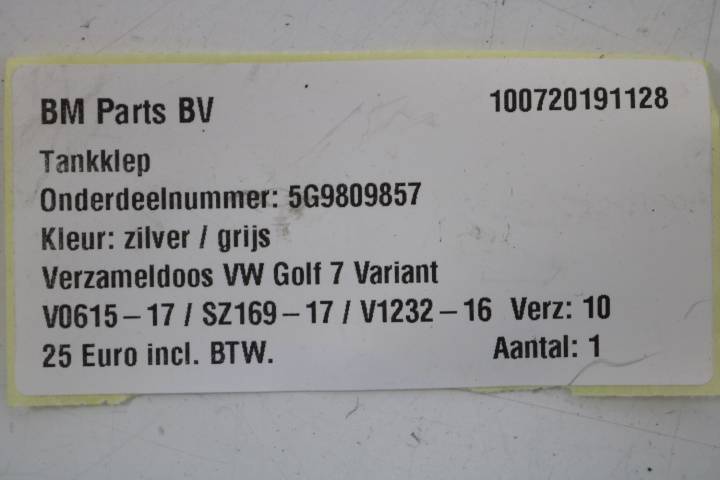 BM Parts BV 100720191128
Tankklep
Onderdeelnummer: 5G9809857
Kleur: zilver / grijs
Verzameldoos VW Golf 7 Variant
V0615-17 / SZ169-17 / V1232-16 Verz: 10
25 Euro incl. BTW. Aantal: 1